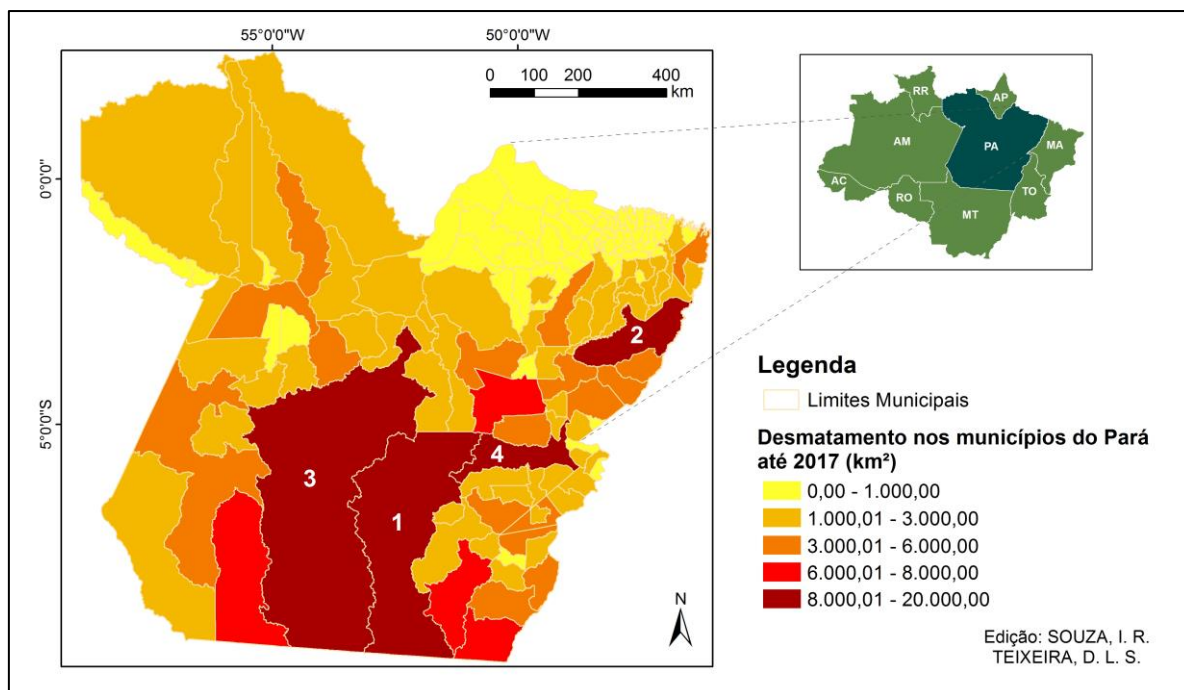 55°0'0"W
50°0'0"W
0 100 200 400
km
0°0'0"
5°0'0"S
1
2
3
4
N
RR
AP
AM
PA
MA
AC
RO
TO
MT
Legenda
Limites Municipais
Desmatamento nos municípios do Pará
até 2017 (km²)
0,00 - 1.000,00
1.000,01 - 3.000,00
3.000,01 - 6.000,00
6.000,01 - 8.000,00
8.000,01 - 20.000,00
Edição: SOUZA, I. R.
TEIXEIRA, D. L. S.